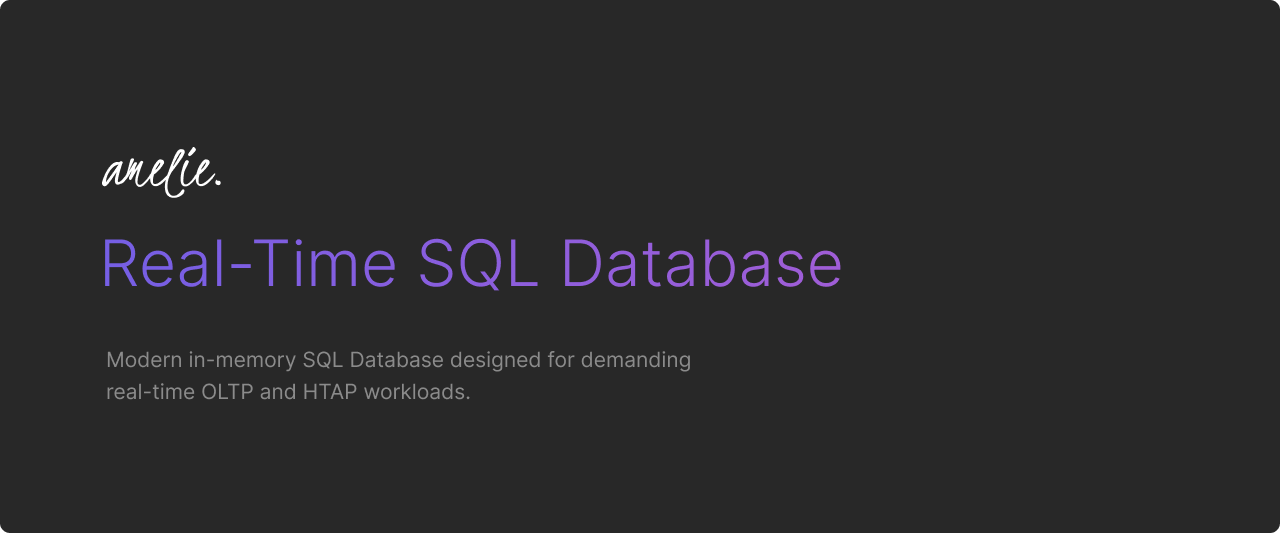 amelie.
Real-Time SQL Database
Modern in-memory SQL Database designed for demanding
real-time OLTP and HTAP workloads.